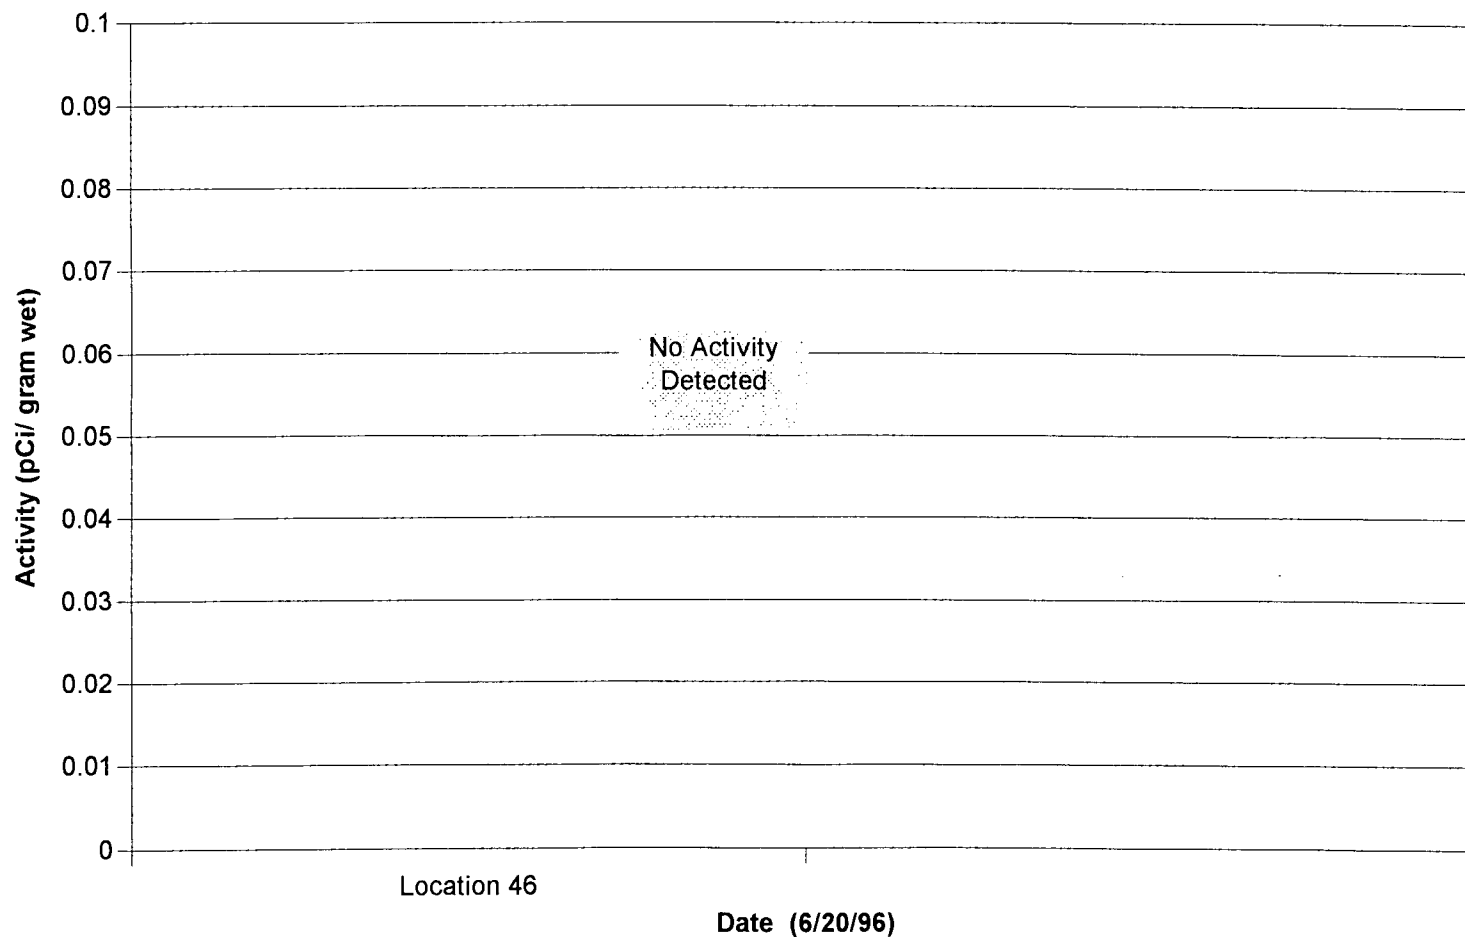 0.1
0.09
0.08
0.07
0.06
0.05
0.04
0.03
0.02
0.01
0
Activity (pCi/ gram wet)
No Activity
Detected
Location 46
Date (6/20/96)